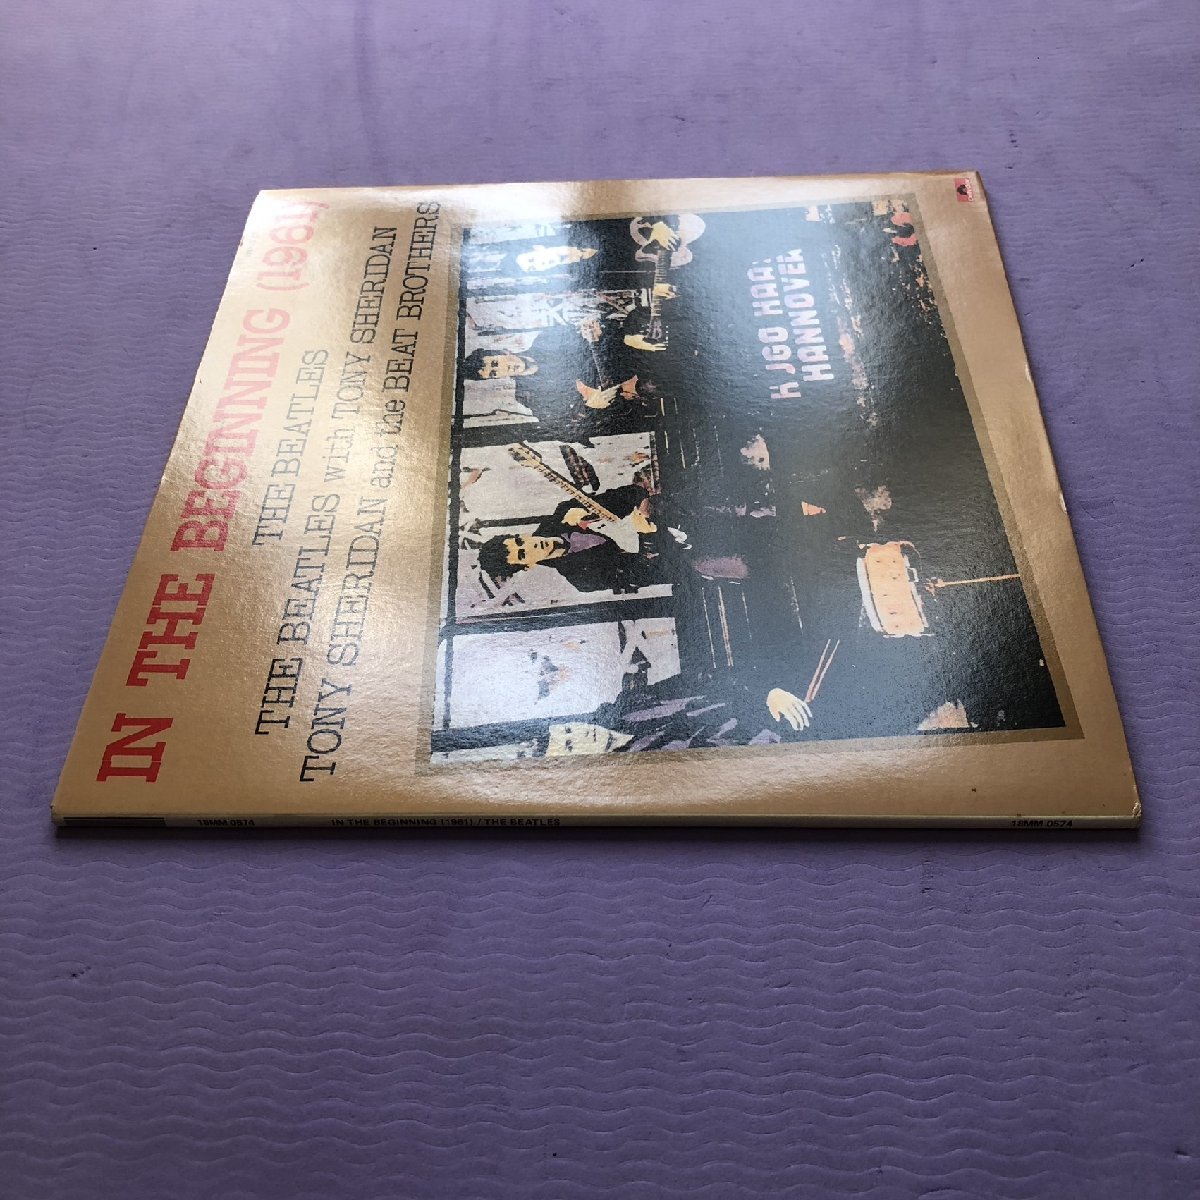 IN THE BEGINNING (1961)
THE BEATLES
THE BEATLES with TONY SHERIDAN
TONY SHERIDAN and the BEAT BROTHERS
HANNOVER
18MM 0574 IN THE BEGINNING (1961) / THE BEATLES 18MM 0574